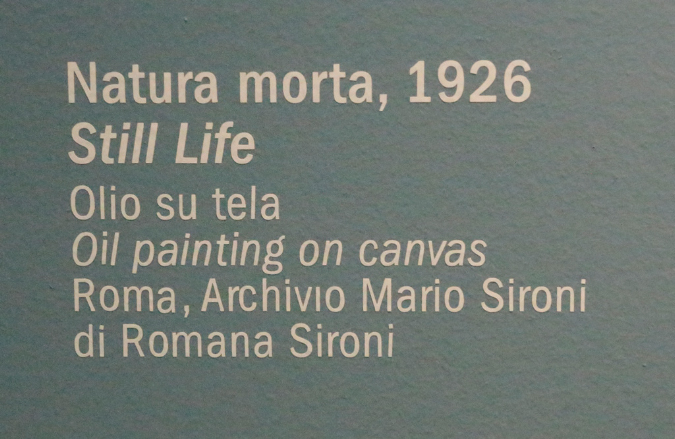 Natura morta, 1926
Still Life
Olio su tela
Oil painting on canvas
Roma, Archivio Mario Sironi
di Romana Sironi